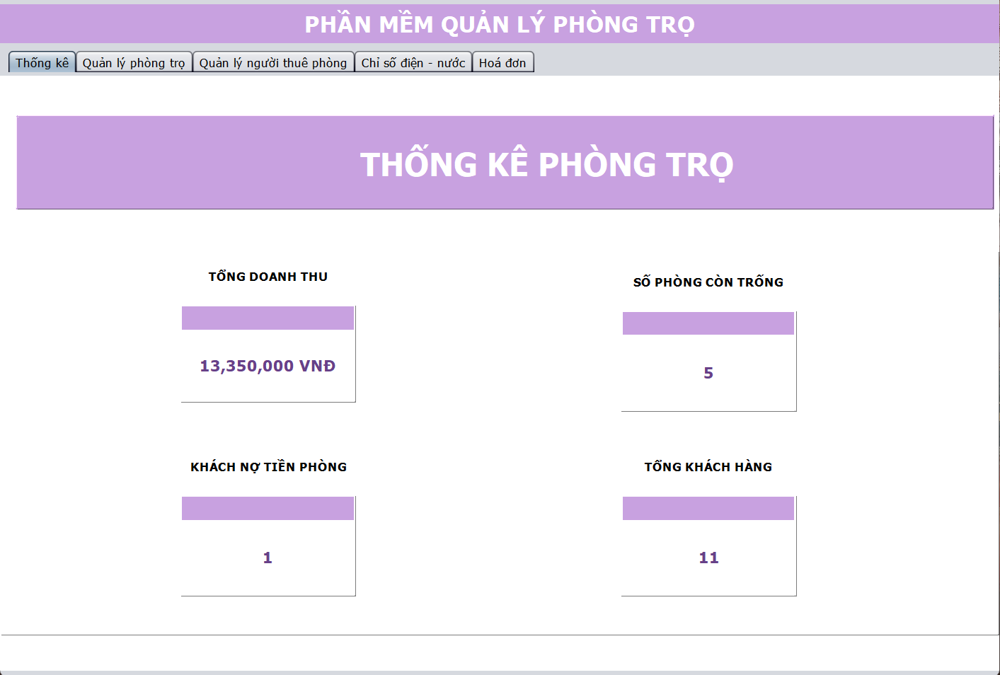 PHẦN MỀM QUẢN LÝ PHÒNG TRỌ
Thống kê Quản lý phòng trọ Quản lý người thuê phòng Chỉ số điện - nước Hoá đơn
THỐNG KÊ PHÒNG TRỌ
TỔNG DOANH THU
13,350,000 VNĐ
SỐ PHÒNG CÒN TRỐNG
5
KHÁCH NỢ TIỀN PHÒNG
1
TỔNG KHÁCH HÀNG
11